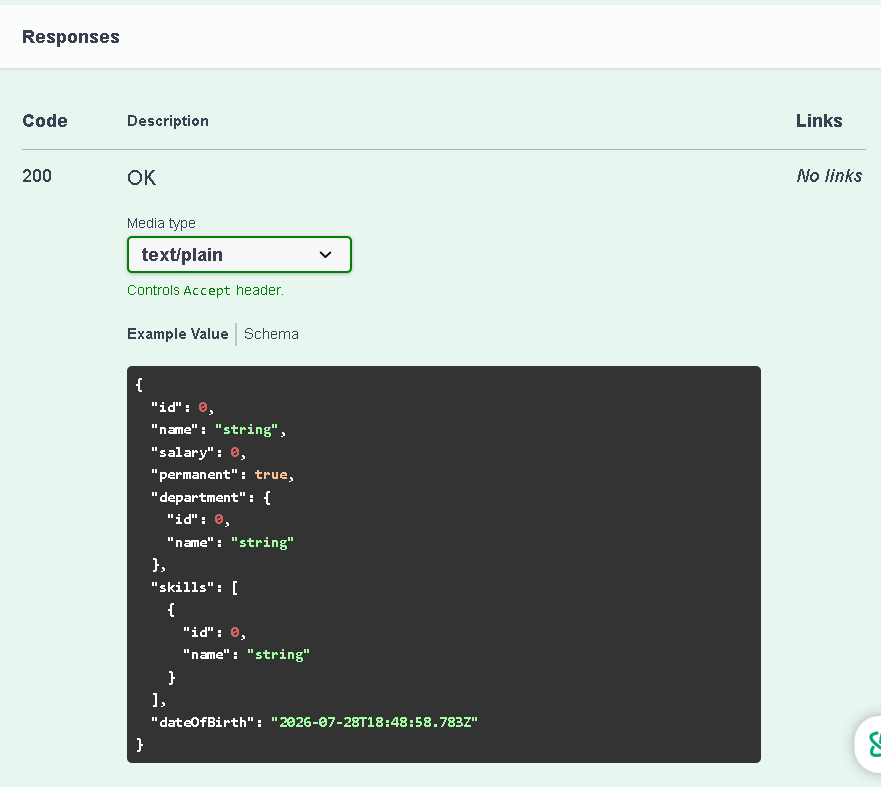 Responses
Code Description Links
200 OK No links
Media type
text/plain
Controls Accept header.
Example Value Schema
{
  "id": 0,
  "name": "string",
  "salary": 0,
  "permanent": true,
  "department": {
    "id": 0,
    "name": "string"
  },
  "skills": [
    {
      "id": 0,
      "name": "string"
    }
  ],
  "dateOfBirth": "2026-07-28T18:48:58.783Z"
}